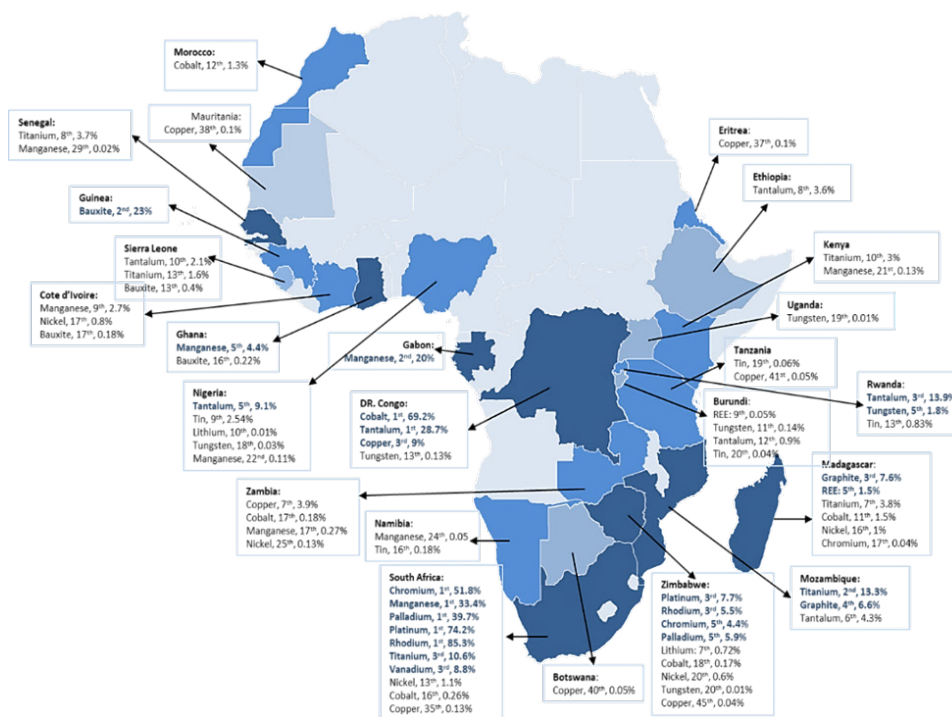 Morocco:
Cobalt, 12th, 1.3%
Mauritania:
Copper, 38th, 0.1%
Senegal:
Titanium, 8th, 3.7%
Manganese, 29th, 0.02%
Guinea:
Bauxite, 2nd, 23%
Sierra Leone
Tantalum, 10th, 2.1%
Titanium, 13th, 1.6%
Bauxite, 13th, 0.4%
Cote d'Ivoire:
Manganese, 9th, 2.7%
Nickel, 17th, 0.8%
Bauxite, 17th, 0.18%
Ghana:
Manganese, 5th, 4.4%
Bauxite, 16th, 0.22%
Nigeria:
Tantalum, 5th, 9.1%
Tin, 9th, 2.54%
Lithium, 10th, 0.01%
Tungsten, 18th, 0.03%
Manganese, 22nd, 0.11%
Gabon:
Manganese, 2nd, 20%
DR. Congo:
Cobalt, 1st, 69.2%
Tantalum, 1st, 28.7%
Copper, 3rd, 9%
Tungsten, 13th, 0.13%
Zambia:
Copper, 7th, 3.9%
Cobalt, 17th, 0.18%
Manganese, 17th, 0.27%
Nickel, 25th, 0.13%
Namibia:
Manganese, 24th, 0.05
Tin, 16th, 0.18%
South Africa:
Chromium, 1st, 51.8%
Manganese, 1st, 33.4%
Palladium, 1st, 39.7%
Platinum, 1st, 74.2%
Rhodium, 1st, 85.3%
Titanium, 3rd, 10.6%
Vanadium, 3rd, 8.8%
Nickel, 13th, 1.1%
Cobalt, 16th, 0.26%
Copper, 35th, 0.13%
Botswana:
Copper, 40th, 0.05%
Zimbabwe:
Platinum, 3rd, 7.7%
Rhodium, 3rd, 5.5%
Chromium, 5th, 4.4%
Palladium, 5th, 5.9%
Lithium: 7th, 0.72%
Cobalt, 18th, 0.17%
Nickel, 20th, 0.6%
Tungsten, 20th, 0.01%
Copper, 45th, 0.04%
Mozambique:
Titanium, 2nd, 13.3%
Graphite, 4th, 6.6%
Tantalum, 6th, 4.3%
Madagascar:
Graphite, 3rd, 7.6%
REE: 5th, 1.5%
Titanium, 7th, 3.8%
Cobalt, 11th, 1.5%
Nickel, 16th, 1%
Chromium, 17th, 0.04%
Burundi:
REE: 9th, 0.05%
Tungsten, 11th, 0.14%
Tantalum, 12th, 0.9%
Tin, 20th, 0.04%
Rwanda:
Tantalum, 3rd, 13.9%
Tungsten, 5th, 1.8%
Tin, 13th, 0.83%
Tanzania
Tin, 19th, 0.06%
Copper, 41st, 0.05%
Uganda:
Tungsten, 19th, 0.01%
Kenya
Titanium, 10th, 3%
Manganese, 21st, 0.13%
Ethiopia:
Tantalum, 8th, 3.6%
Eritrea:
Copper, 37th, 0.1%